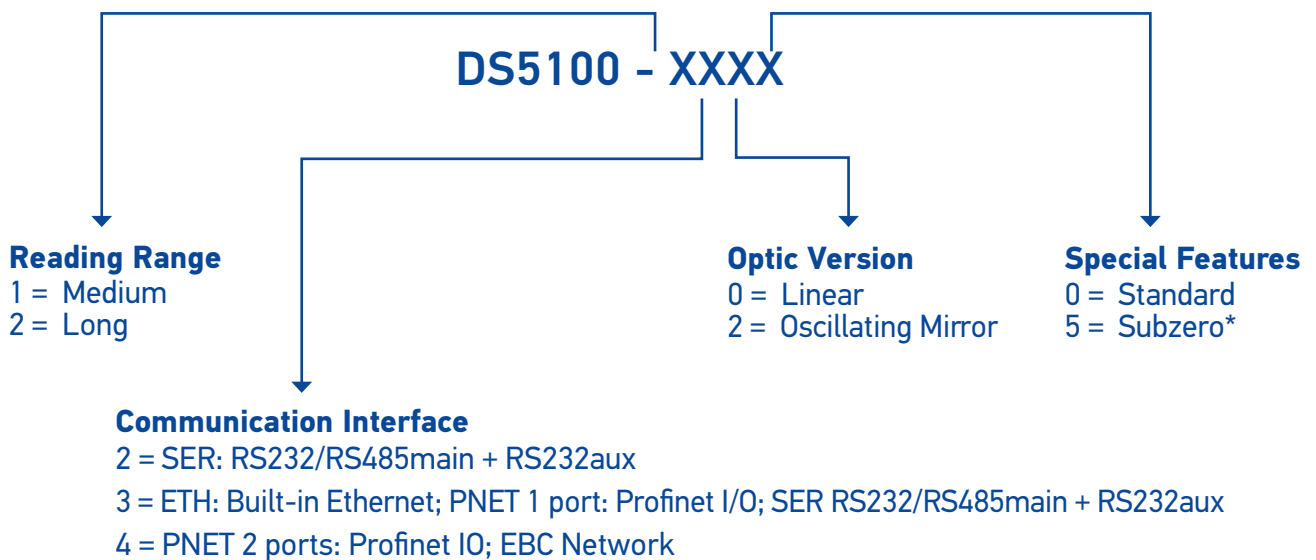 DS5100 - XXXX
Reading Range
1 = Medium
2 = Long
Optic Version
0 = Linear
2 = Oscillating Mirror
Special Features
0 = Standard
5 = Subzero*
Communication Interface
2 = SER: RS232/RS485main + RS232aux
3 = ETH: Built-in Ethernet; PNET 1 port: Profinet I/O; SER RS232/RS485main + RS232aux
4 = PNET 2 ports: Profinet IO; EBC Network